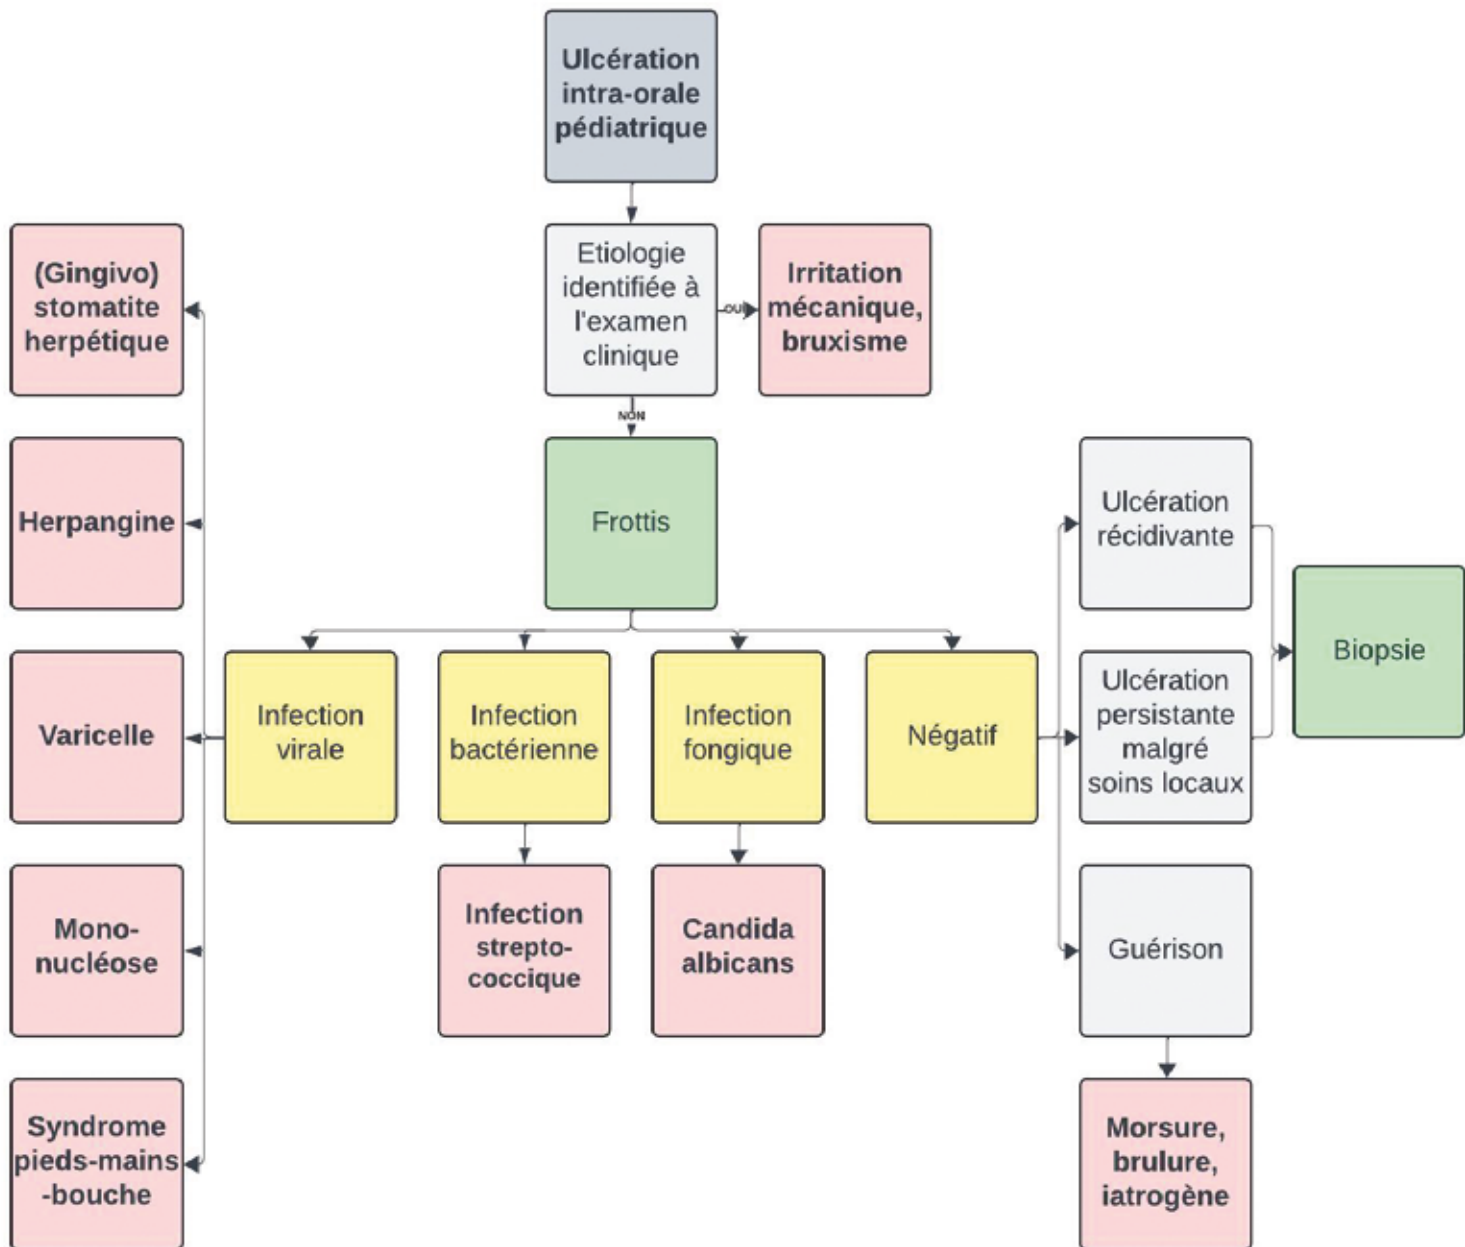 Ulcération
intra-orale
pédiatrique
Etiologie
identifiée à
l'examen
clinique
OUI
Irritation
mécanique,
bruxisme
NON
Frottis
(Gingivo)
stomatite
herpétique
Herpangine
Varicelle
Mono-
nucléose
Syndrome
pieds-mains
-bouche
Infection
virale
Infection
bactérienne
Infection
fongique
Négatif
Infection
strepto-
coccique
Candida
albicans
Ulcération
récidivante
Ulcération
persistante
malgré
soins locaux
Biopsie
Guérison
Morsure,
brulure,
iatrogène